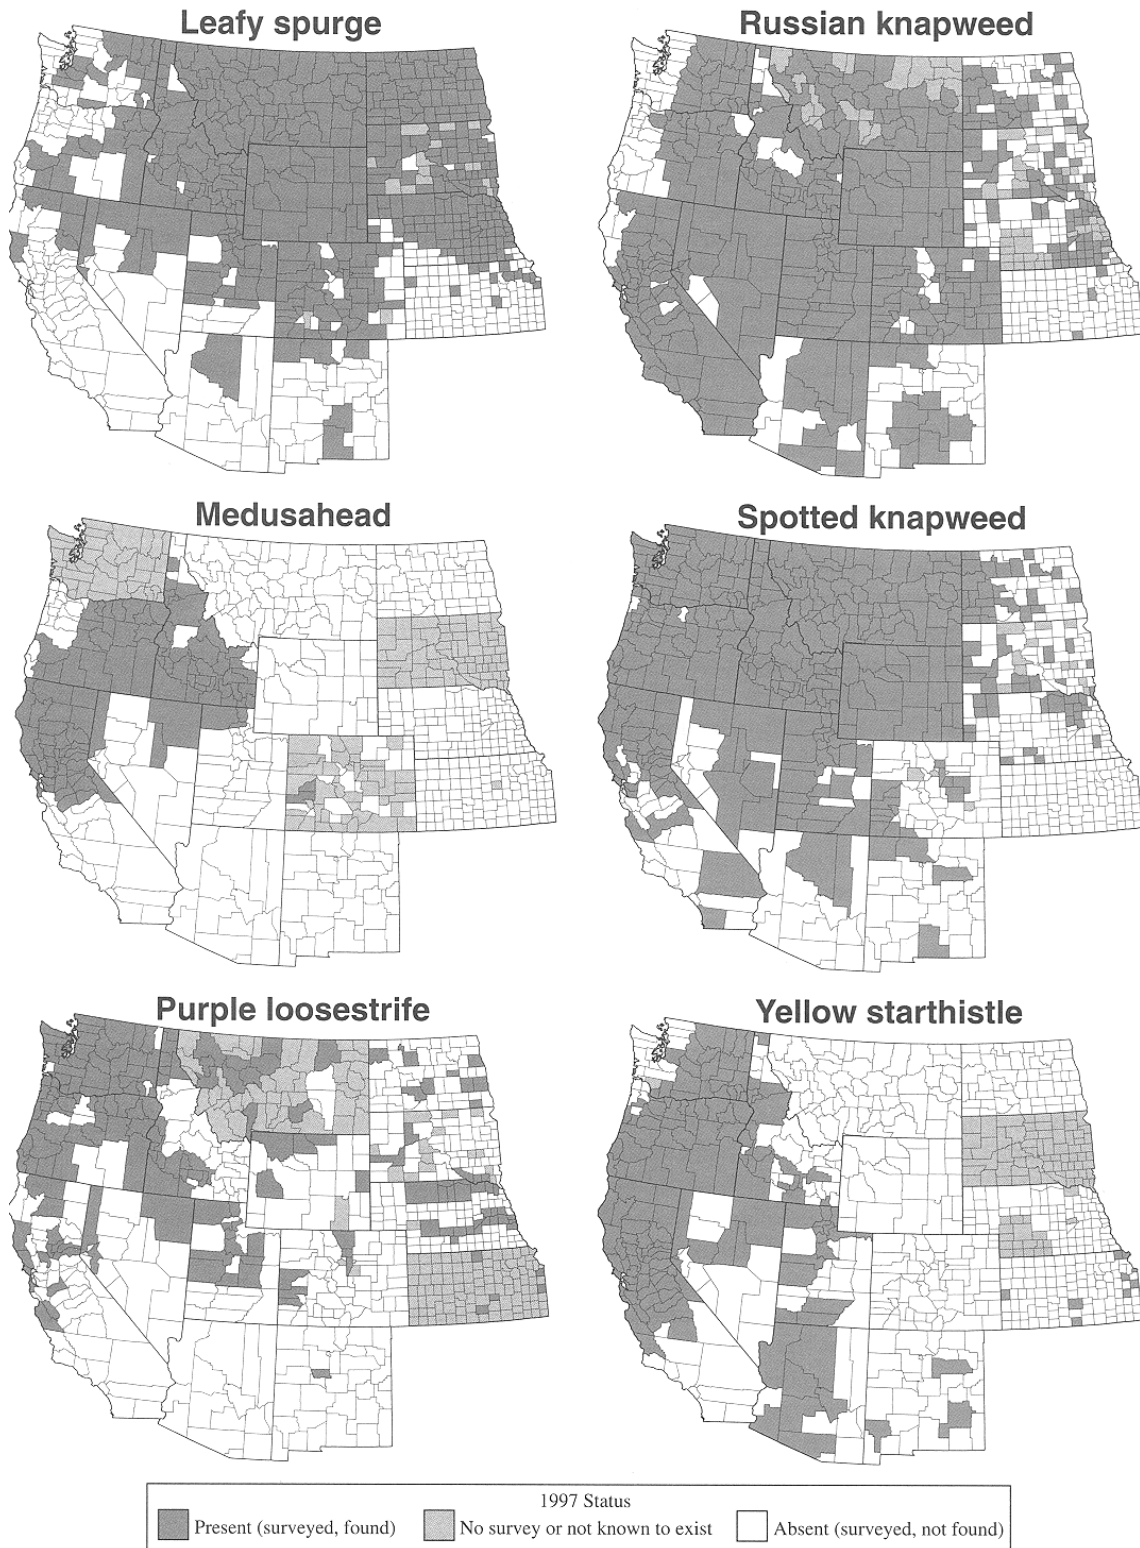 Leafy spurge
Russian knapweed
Medusahead
Spotted knapweed
Purple loosestrife
Yellow starthistle
1997 Status
Present (surveyed, found)
No survey or not known to exist
Absent (surveyed, not found)